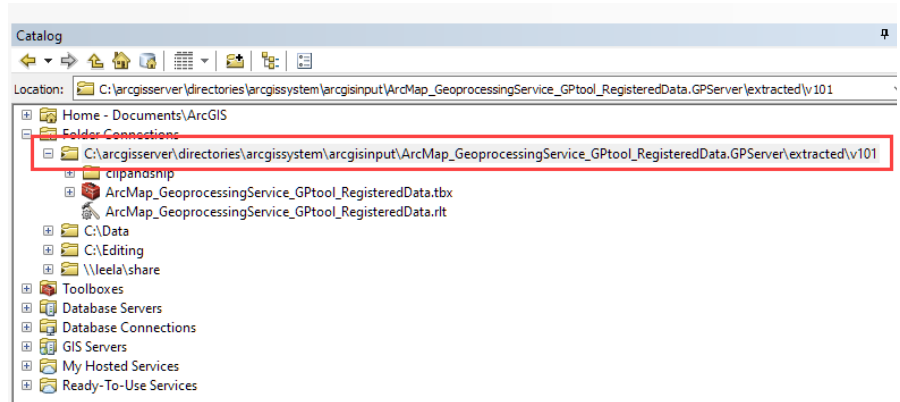 Catalog
Location: C:\arcgisserver\directories\arcgissystem\arcgisinput\ArcMap_GeoprocessingService_GPtool_RegisteredData.GPServer\extracted\v101
Home - Documents\ArcGIS
Folder Connections
C:\arcgisserver\directories\arcgissystem\arcgisinput\ArcMap_GeoprocessingService_GPtool_RegisteredData.GPServer\extracted\v101
clipandship
ArcMap_GeoprocessingService_GPtool_RegisteredData.tbx
ArcMap_GeoprocessingService_GPtool_RegisteredData.rlt
C:\Data
C:\Editing
\\leela\share
Toolboxes
Database Servers
Database Connections
GIS Servers
My Hosted Services
Ready-To-Use Services